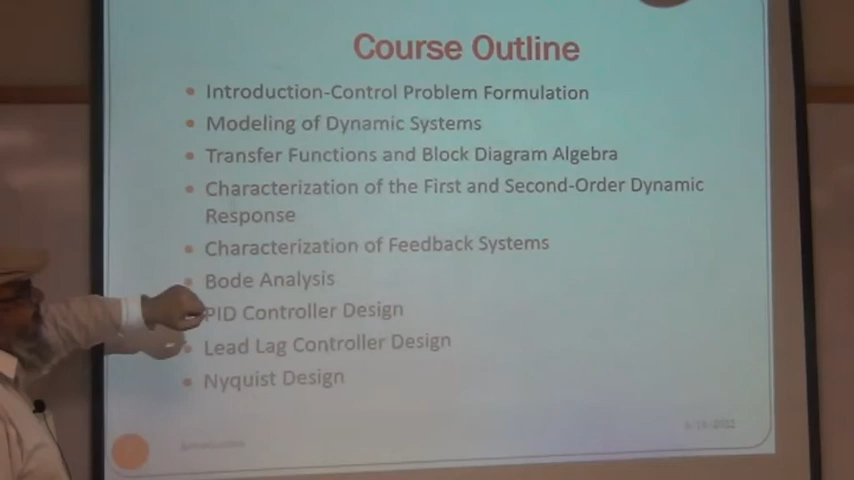 Course Outline
Introduction-Control Problem Formulation
Modeling of Dynamic Systems
Transfer Functions and Block Diagram Algebra
Characterization of the First and Second-Order Dynamic
Response
Characterization of Feedback Systems
Bode Analysis
PID Controller Design
Lead Lag Controller Design
Nyquist Design